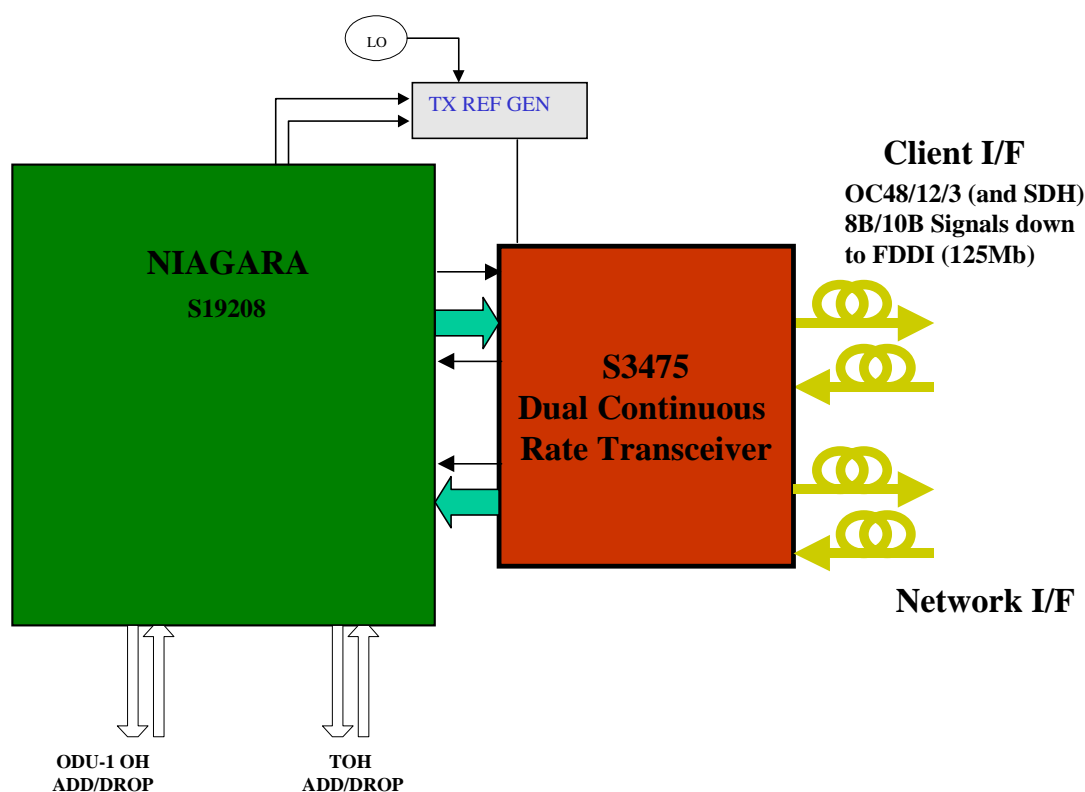 LO
TX REF GEN
Client I/F
OC48/12/3 (and SDH)
8B/10B Signals down
to FDDI (125Mb)
NIAGARA
S19208
S3475
Dual Continuous
Rate Transceiver
Network I/F
ODU-1 OH
ADD/DROP
TOH
ADD/DROP